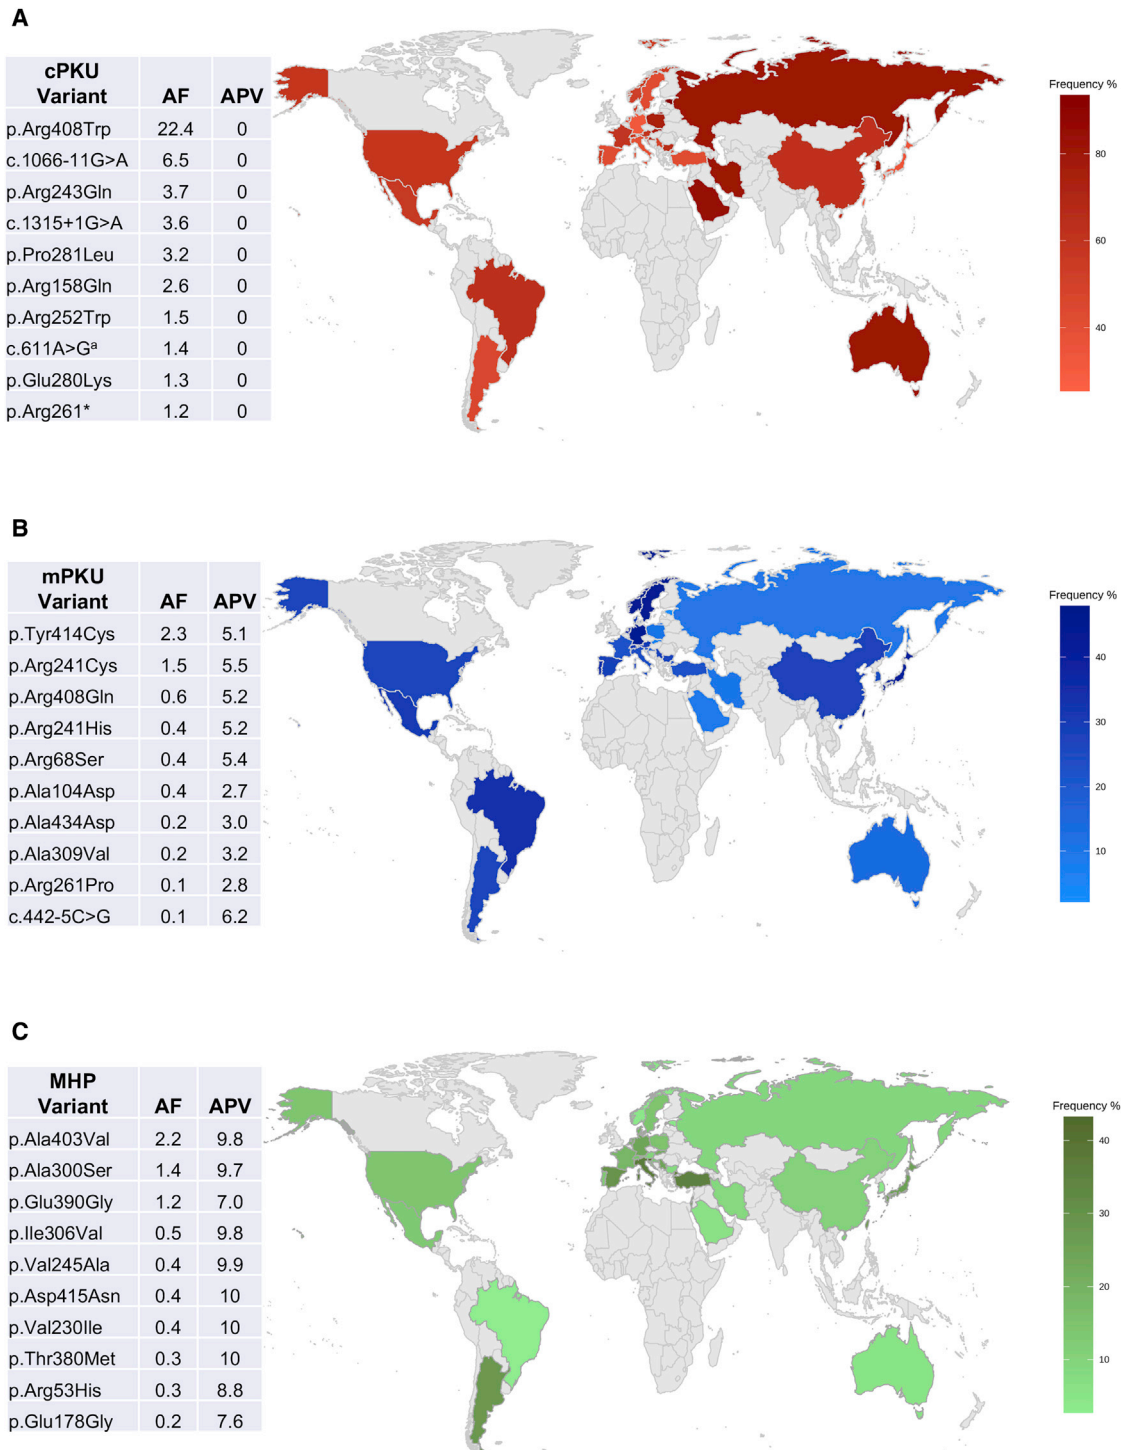 A
cPKU
Variant AF APV
p.Arg408Trp 22.4 0
c.1066-11G>A 6.5 0
p.Arg243Gln 3.7 0
c.1315+1G>A 3.6 0
p.Pro281Leu 3.2 0
p.Arg158Gln 2.6 0
p.Arg252Trp 1.5 0
c.611A>Gᵃ 1.4 0
p.Glu280Lys 1.3 0
p.Arg261* 1.2 0
Frequency %
80
60
40
B
mPKU
Variant AF APV
p.Tyr414Cys 2.3 5.1
p.Arg241Cys 1.5 5.5
p.Arg408Gln 0.6 5.2
p.Arg241His 0.4 5.2
p.Arg68Ser 0.4 5.4
p.Ala104Asp 0.4 2.7
p.Ala434Asp 0.2 3.0
p.Ala309Val 0.2 3.2
p.Arg261Pro 0.1 2.8
c.442-5C>G 0.1 6.2
Frequency %
40
30
20
10
C
MHP
Variant AF APV
p.Ala403Val 2.2 9.8
p.Ala300Ser 1.4 9.7
p.Glu390Gly 1.2 7.0
p.Ile306Val 0.5 9.8
p.Val245Ala 0.4 9.9
p.Asp415Asn 0.4 10
p.Val230Ile 0.4 10
p.Thr380Met 0.3 10
p.Arg53His 0.3 8.8
p.Glu178Gly 0.2 7.6
Frequency %
40
30
20
10